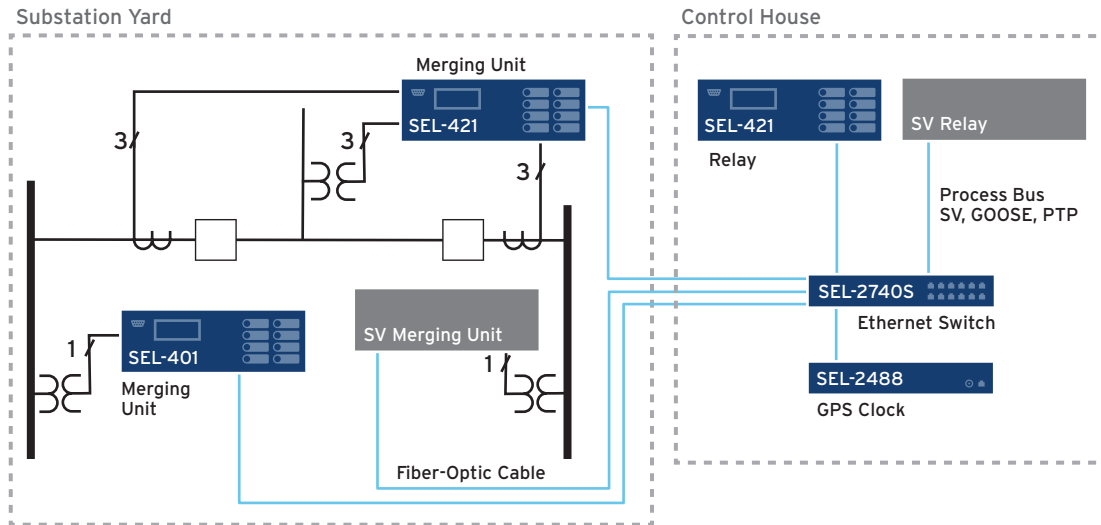 Substation Yard
Control House
Merging Unit
SEL-421
3
3
3
SEL-421
Relay
SV Relay
Process Bus
SV, GOOSE, PTP
SEL-2740S
Ethernet Switch
SV Merging Unit
1
SEL-401
Merging
Unit
1
SEL-2488
GPS Clock
Fiber-Optic Cable